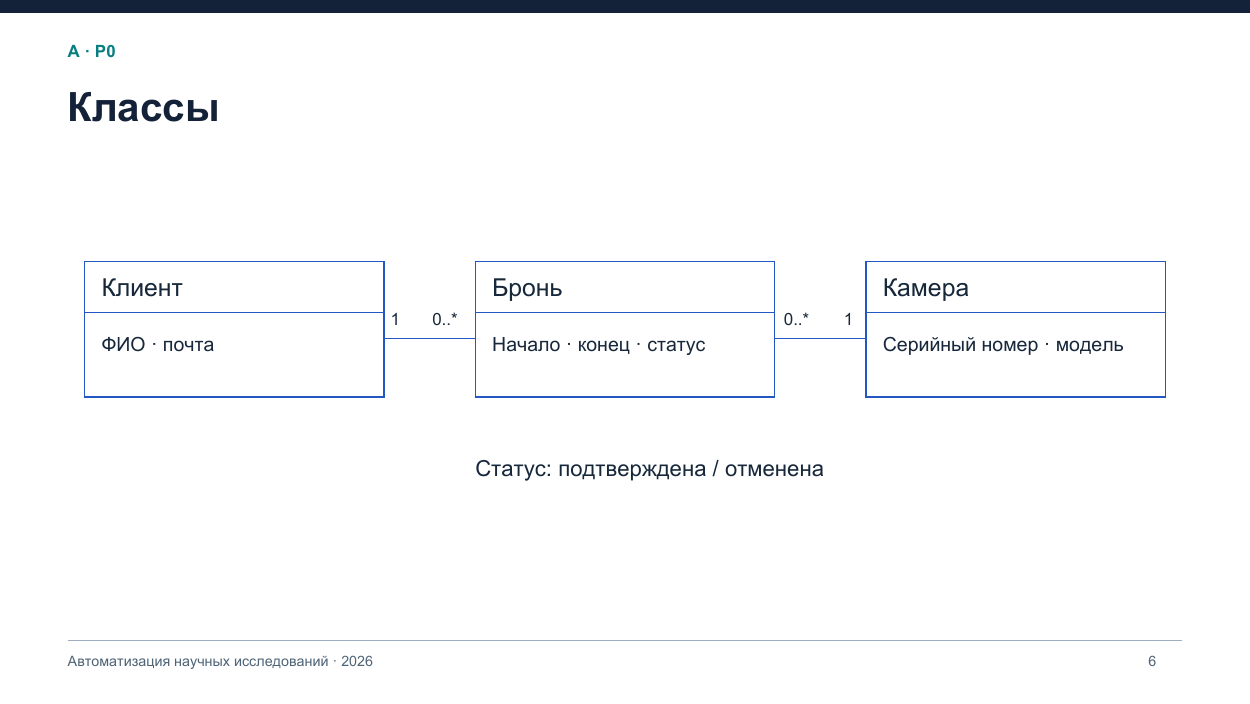 A · P0
Классы
Клиент
ФИО · почта
1 0..*
Бронь
Начало · конец · статус
0..* 1
Камера
Серийный номер · модель
Статус: подтверждена / отменена
Автоматизация научных исследований · 2026
6